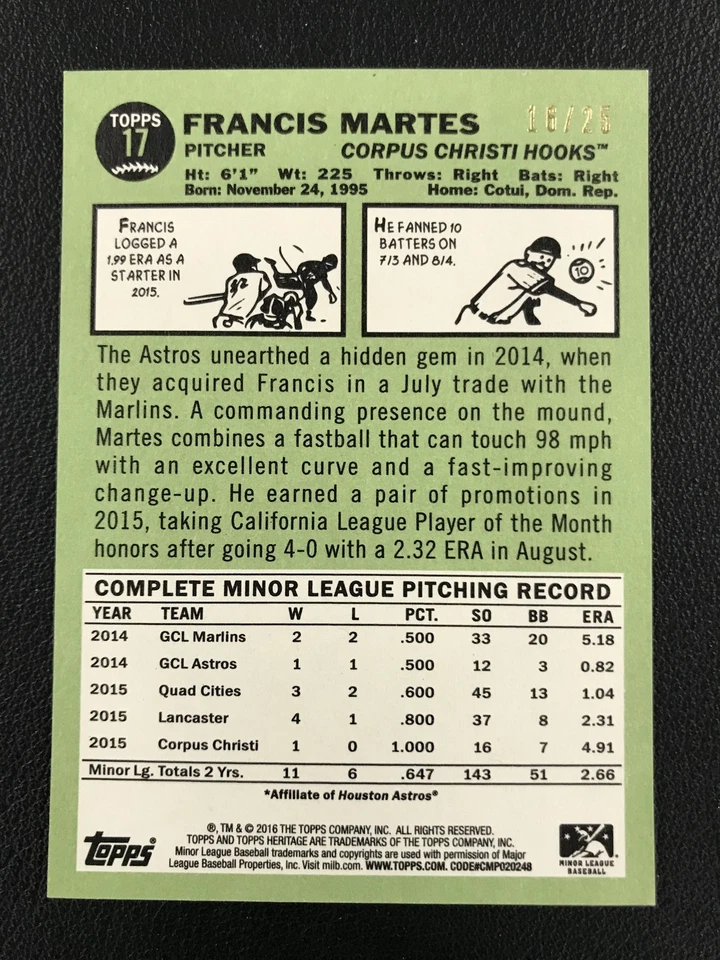 TOPPS
17
FRANCIS MARTES
16/25
PITCHER CORPUS CHRISTI HOOKS™
Ht: 6'1" Wt: 225 Throws: Right Bats: Right
Born: November 24, 1995 Home: Cotui, Dom. Rep.
FRANCIS
LOGGED A
1.99 ERA AS A
STARTER IN
2015.
HE FANNED 10
BATTERS ON
7/3 AND 8/4.
10
The Astros unearthed a hidden gem in 2014, when
they acquired Francis in a July trade with the
Marlins. A commanding presence on the mound,
Martes combines a fastball that can touch 98 mph
with an excellent curve and a fast-improving
change-up. He earned a pair of promotions in
2015, taking California League Player of the Month
honors after going 4-0 with a 2.32 ERA in August.
COMPLETE MINOR LEAGUE PITCHING RECORD
YEAR TEAM W L PCT. SO BB ERA
2014 GCL Marlins 2 2 .500 33 20 5.18
2014 GCL Astros 1 1 .500 12 3 0.82
2015 Quad Cities 3 2 .600 45 13 1.04
2015 Lancaster 4 1 .800 37 8 2.31
2015 Corpus Christi 1 0 1.000 16 7 4.91
Minor Lg. Totals 2 Yrs. 11 6 .647 143 51 2.66
*Affiliate of Houston Astros®
®, TM & © 2016 THE TOPPS COMPANY, INC. ALL RIGHTS RESERVED.
TOPPS AND TOPPS HERITAGE ARE TRADEMARKS OF THE TOPPS COMPANY, INC.
Minor League Baseball trademarks and copyrights are used with permission of Major
League Baseball Properties, Inc. Visit milb.com. WWW.TOPPS.COM. CODE#CMP020248
TOPPS®
MINOR LEAGUE
BASEBALL